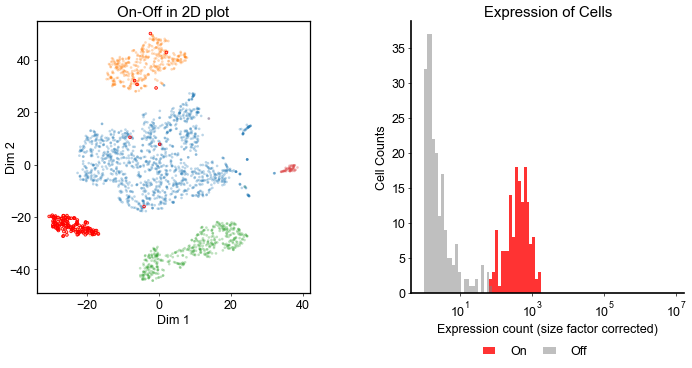 On-Off in 2D plot
Expression of Cells
40
20
0
−20
−40
Dim 2
−20
0
20
40
Dim 1
35
30
25
20
15
10
5
0
Cell Counts
10^1
10^3
10^5
10^7
Expression count (size factor corrected)
On
Off